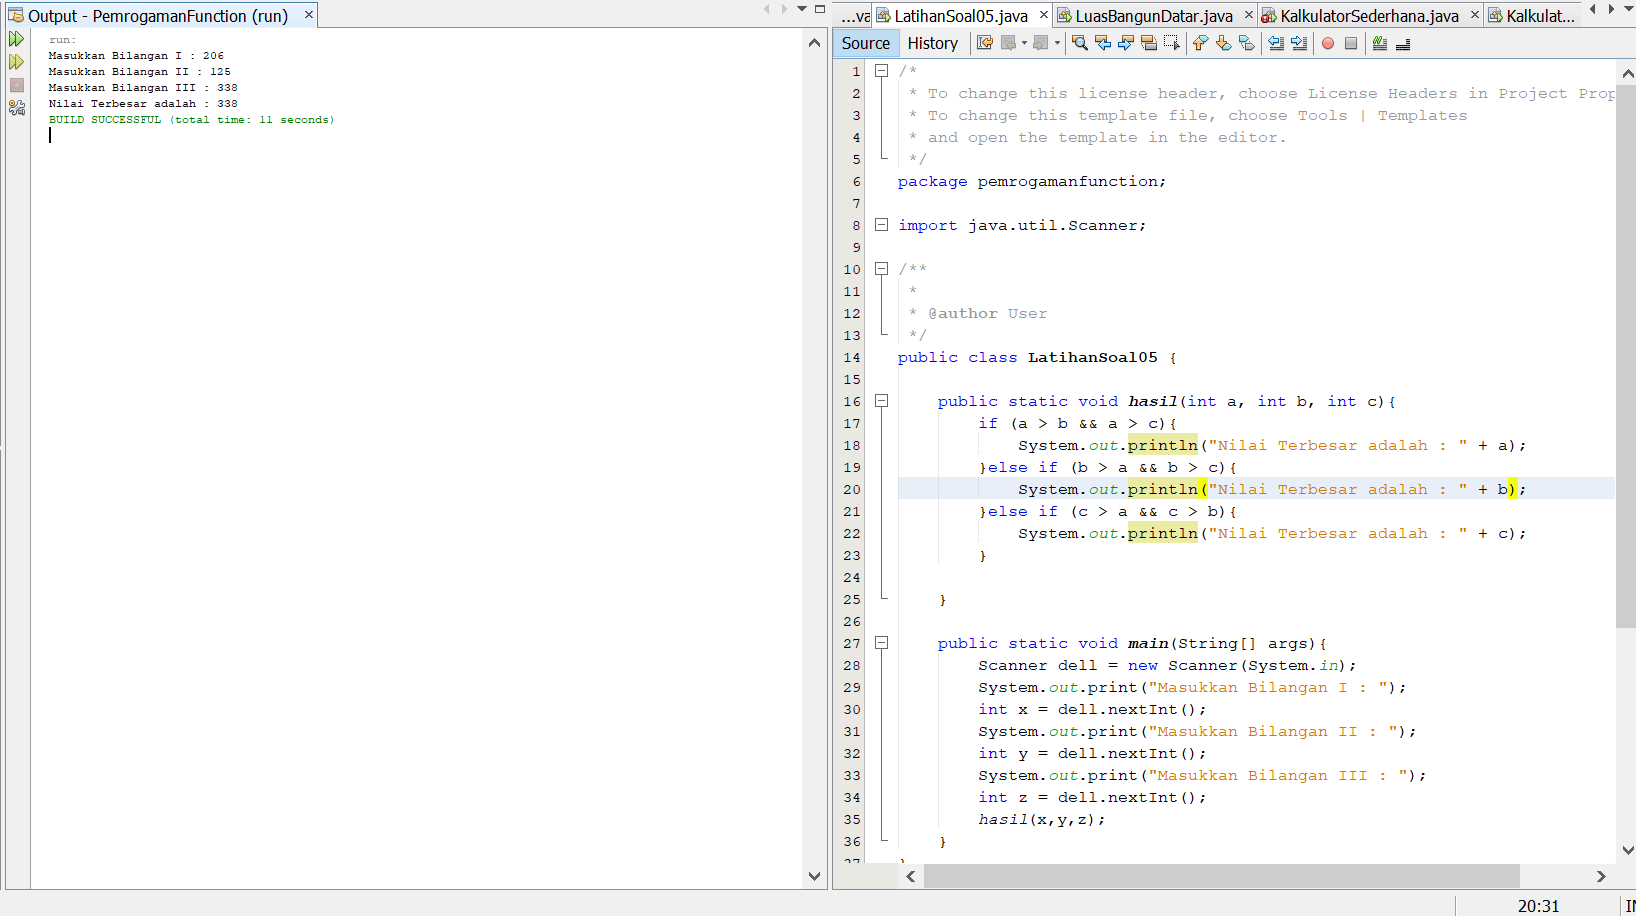 Output - PemrogamanFunction (run)
run:
Masukkan Bilangan I : 206
Masukkan Bilangan II : 125
Masukkan Bilangan III : 338
Nilai Terbesar adalah : 338
BUILD SUCCESSFUL (total time: 11 seconds)
...va LatihanSoal05.java LuasBangunDatar.java KalkulatorSederhana.java Kalkulat...
Source History
1 /*
2 * To change this license header, choose License Headers in Project Prop
3 * To change this template file, choose Tools | Templates
4 * and open the template in the editor.
5 */
6 package pemrogamanfunction;
7
8 import java.util.Scanner;
9
10 /**
11 *
12 * @author User
13 */
14 public class LatihanSoal05 {
15
16 public static void hasil(int a, int b, int c){
17 if (a > b && a > c){
18 System.out.println("Nilai Terbesar adalah : " + a);
19 }else if (b > a && b > c){
20 System.out.println("Nilai Terbesar adalah : " + b);
21 }else if (c > a && c > b){
22 System.out.println("Nilai Terbesar adalah : " + c);
23 }
24
25 }
26
27 public static void main(String[] args){
28 Scanner dell = new Scanner(System.in);
29 System.out.print("Masukkan Bilangan I : ");
30 int x = dell.nextInt();
31 System.out.print("Masukkan Bilangan II : ");
32 int y = dell.nextInt();
33 System.out.print("Masukkan Bilangan III : ");
34 int z = dell.nextInt();
35 hasil(x,y,z);
36 }
37 }
20:31